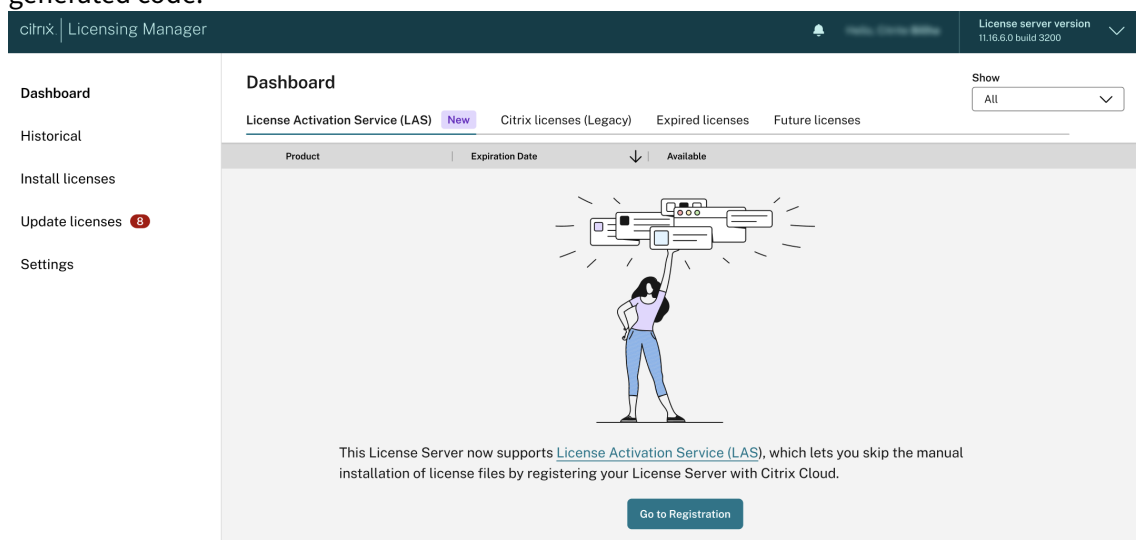 generated code.
citrix | Licensing Manager
License server version
11.16.6.0 build 3200
Dashboard
Historical
Install licenses
Update licenses 8
Settings
Dashboard
Show
All
License Activation Service (LAS) New Citrix licenses (Legacy) Expired licenses Future licenses
Product Expiration Date Available
This License Server now supports License Activation Service (LAS), which lets you skip the manual
installation of license files by registering your License Server with Citrix Cloud.
Go to Registration